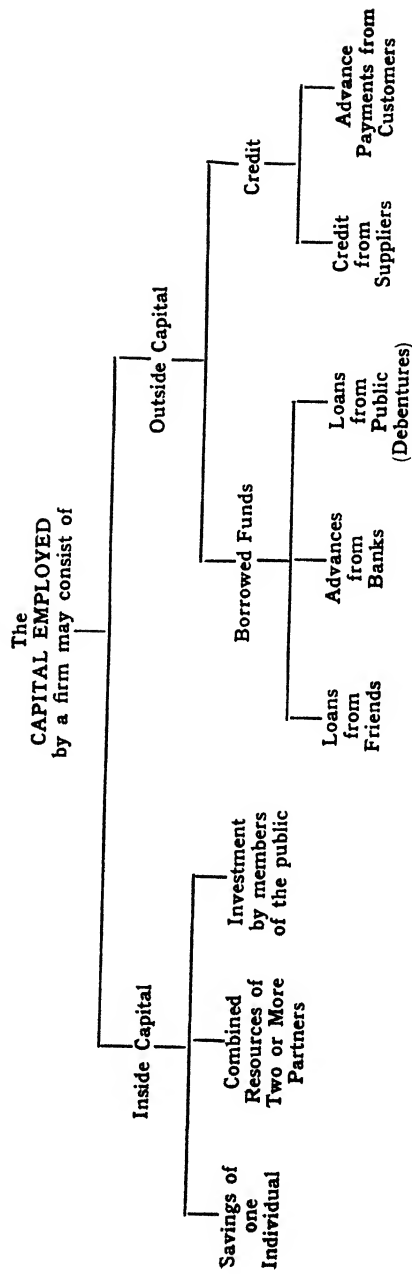 The
CAPITAL EMPLOYED
by a firm may consist of
Inside Capital
Outside Capital
Savings of
one
Individual
Combined
Resources of
Two or More
Partners
Investment
by members
of the public
Borrowed Funds
Credit
Loans
from
Friends
Advances
from
Banks
Loans
from
Public
(Debentures)
Credit
from
Suppliers
Advance
Payments from
Customers